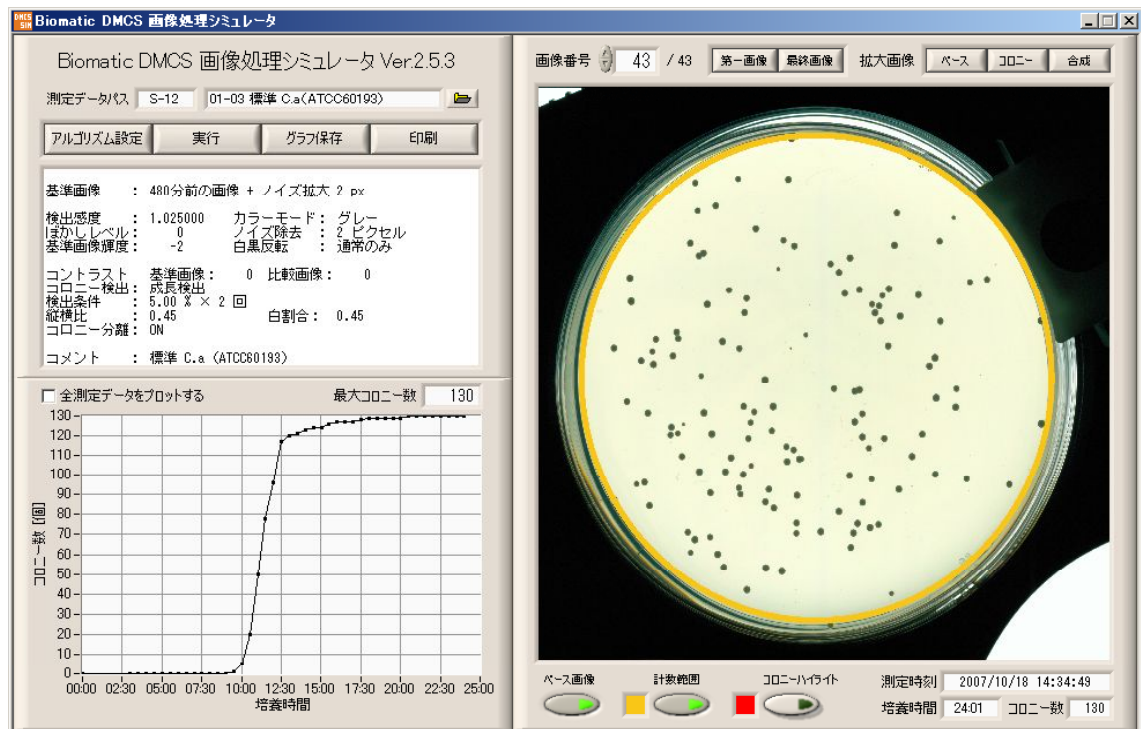 Biomatic DMCS 画像処理シミュレータ
Biomatic DMCS 画像処理シミュレータ Ver.2.5.3
測定データパス S-12 01-03 標準 C.a(ATCC60193)
アルゴリズム設定 実行 グラフ保存 印刷
基準画像 : 480分前の画像 + ノイズ拡大 2 px
検出感度 : 1.025000 カラーモード : グレー
ぼかしレベル : 0 ノイズ除去 : 2 ピクセル
基準画像輝度 : -2 白黒反転 : 通常のみ
コントラスト 基準画像 : 0 比較画像 : 0
コロニー検出 : 成長検出
検出条件 : 5.00 % × 2 回
縦横比 : 0.45 白割合 : 0.45
コロニー分離 : ON
コメント : 標準 C.a (ATCC60193)
全測定データをプロットする 最大コロニー数 130
コロニー数 [個]
130
120
110
100
90
80
70
60
50
40
30
20
10
0
00:00 02:30 05:00 07:30 10:00 12:30 15:00 17:30 20:00 22:30 25:00
培養時間
画像番号 43 / 43 第一画像 最終画像 拡大画像 ベース コロニー 合成
ベース画像 計数範囲 コロニーハイライト
測定時刻 2007/10/18 14:34:49
培養時間 24:01 コロニー数 130